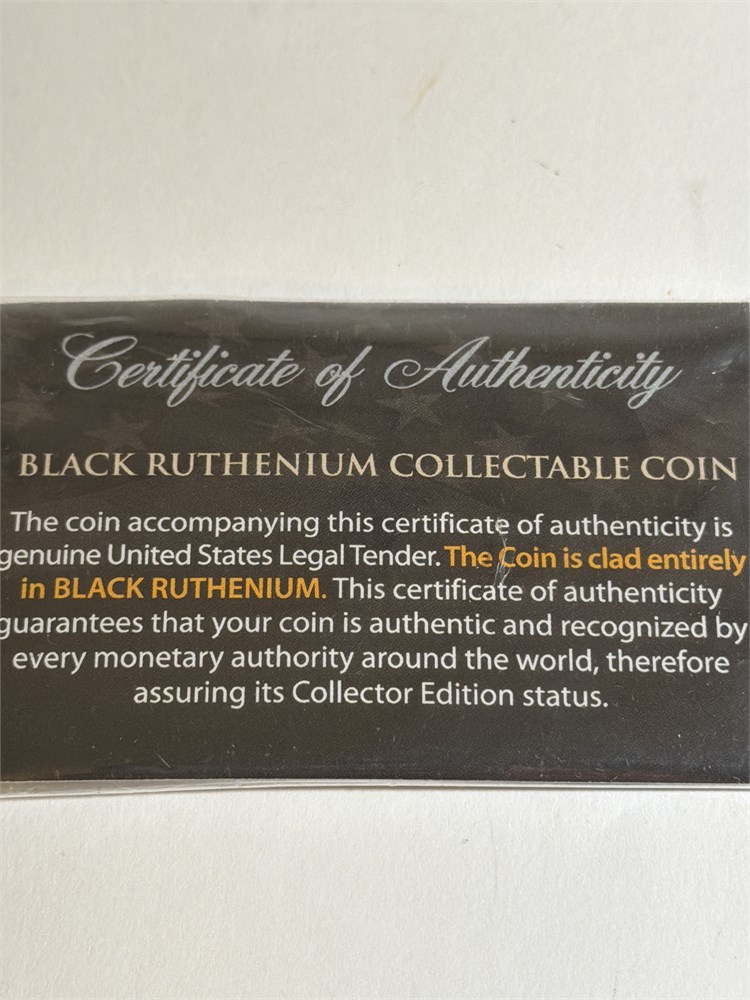 Certificate of Authenticity
BLACK RUTHENIUM COLLECTABLE COIN
The coin accompanying this certificate of authenticity is
genuine United States Legal Tender. The Coin is clad entirely
in BLACK RUTHENIUM. This certificate of authenticity
guarantees that your coin is authentic and recognized by
every monetary authority around the world, therefore
assuring its Collector Edition status.